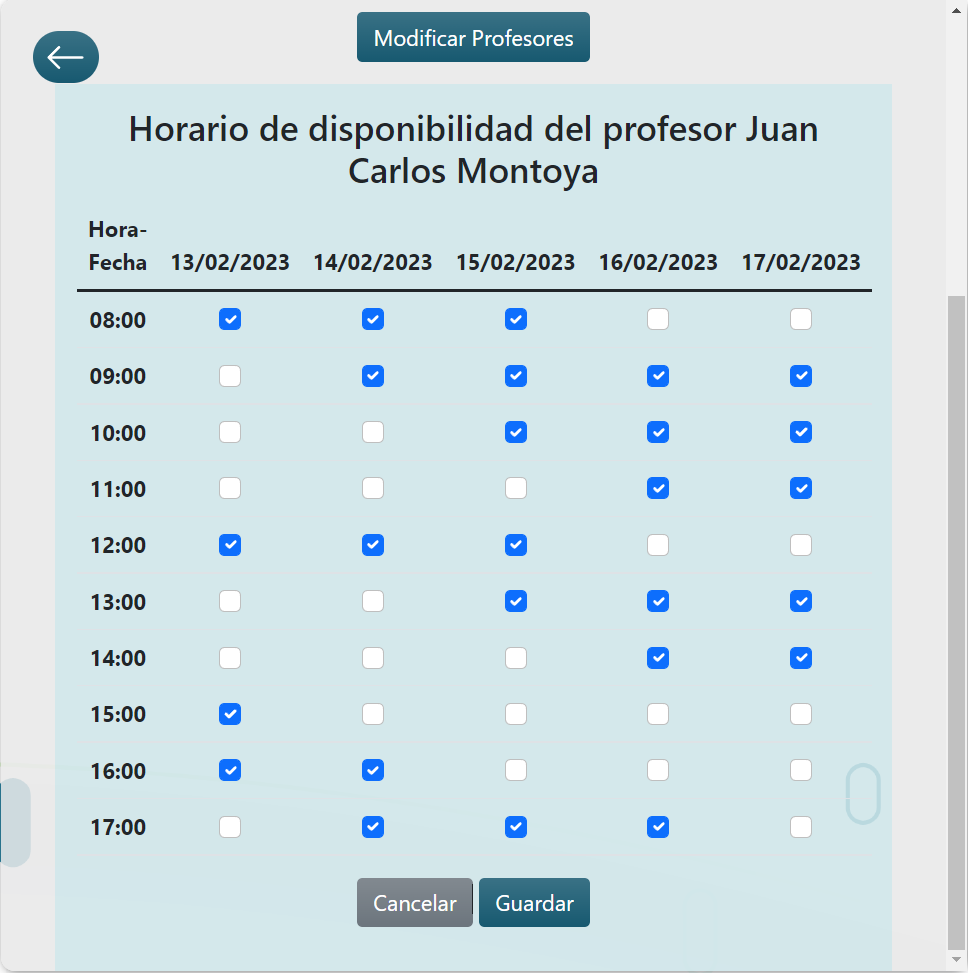 Modificar Profesores
Horario de disponibilidad del profesor Juan
Carlos Montoya
Hora-
Fecha 13/02/2023 14/02/2023 15/02/2023 16/02/2023 17/02/2023
08:00
09:00
10:00
11:00
12:00
13:00
14:00
15:00
16:00
17:00
Cancelar Guardar